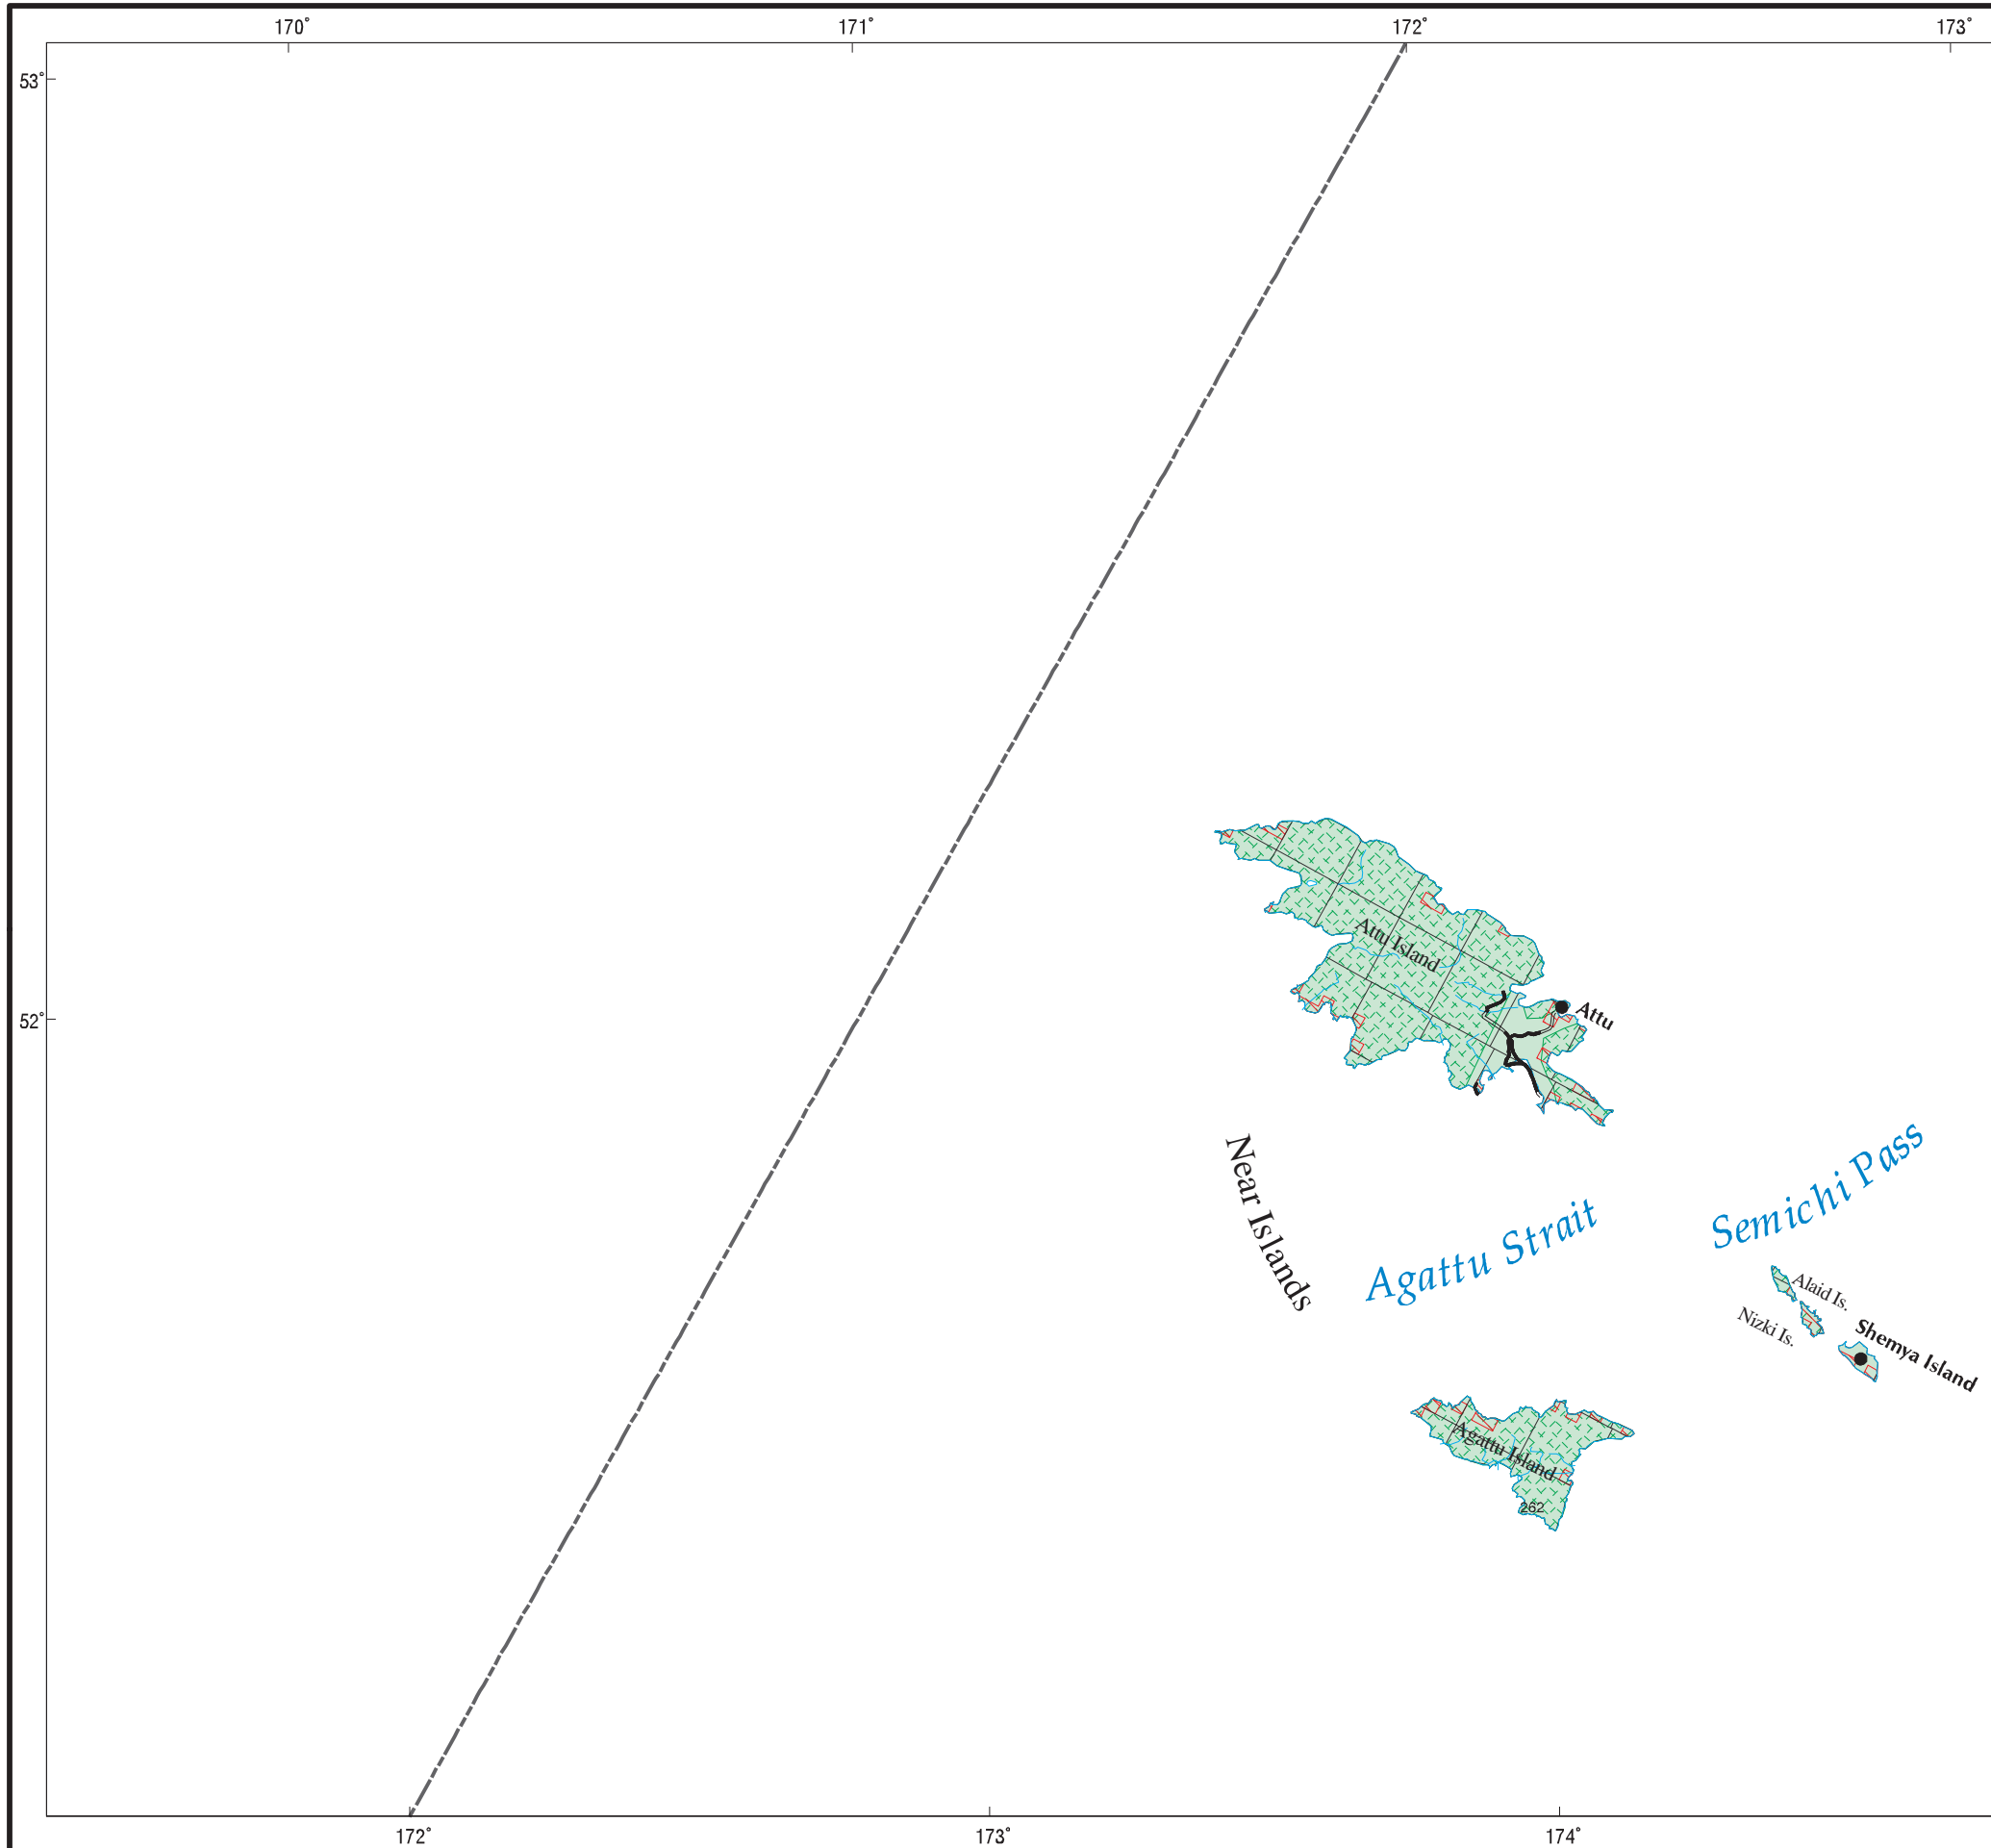 170°
171°
172°
173°
53°
52°
Attu Island
Attu
Near Islands
Agattu Strait
Semichi Pass
Alaid Is.
Nizki Is.
Shemya Island
Agattu Island
262
172°
173°
174°